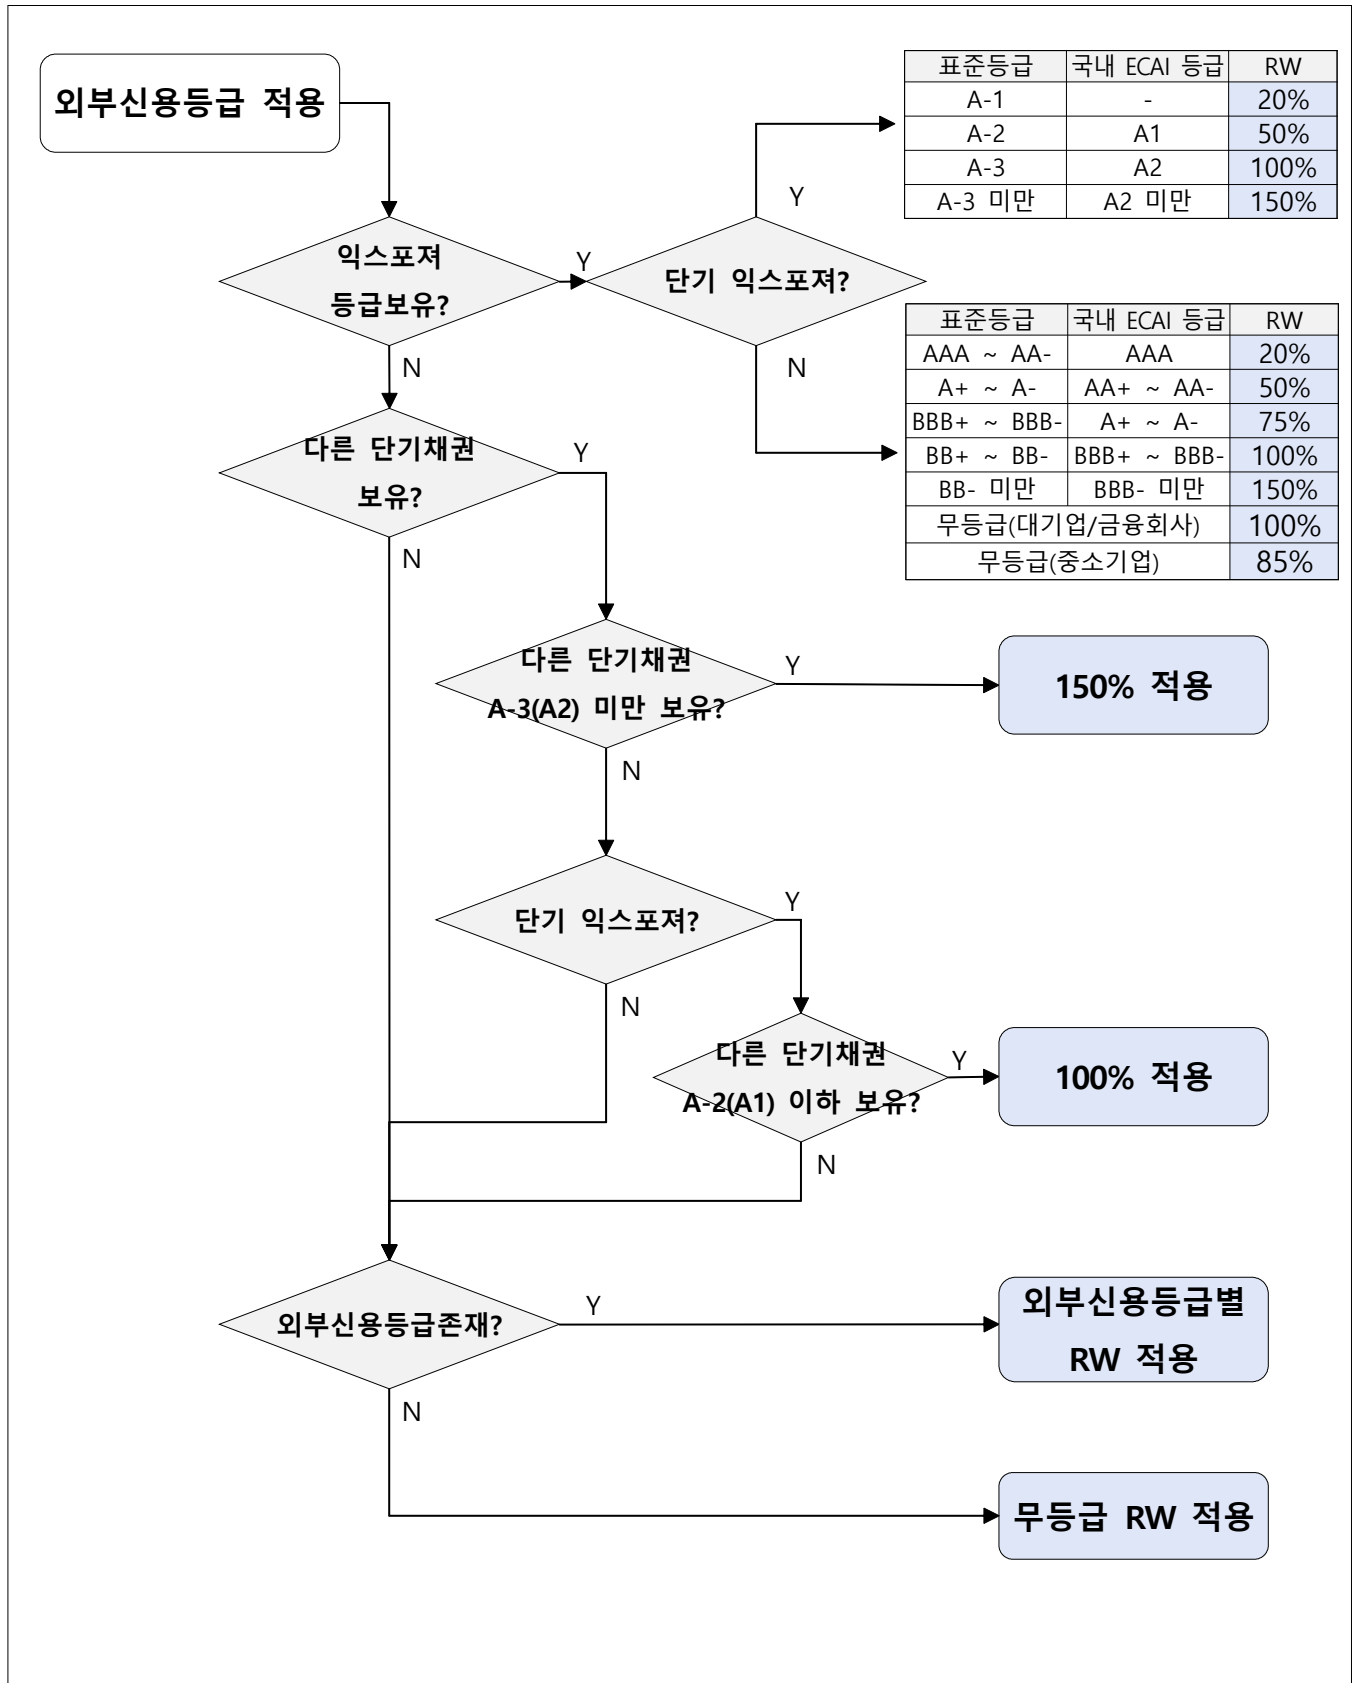 외부신용등급 적용
표준등급 국내 ECAI 등급 RW
A-1 - 20%
A-2 A1 50%
A-3 A2 100%
A-3 미만 A2 미만 150%
Y
익스포져
등급보유?
Y
단기 익스포져?
N
N
표준등급 국내 ECAI 등급 RW
AAA ~ AA- AAA 20%
A+ ~ A- AA+ ~ AA- 50%
BBB+ ~ BBB- A+ ~ A- 75%
BB+ ~ BB- BBB+ ~ BBB- 100%
BB- 미만 BBB- 미만 150%
무등급(대기업/금융회사) 100%
무등급(중소기업) 85%
다른 단기채권
보유?
Y
N
다른 단기채권
A-3(A2) 미만 보유?
Y
150% 적용
N
단기 익스포져?
Y
N
다른 단기채권
A-2(A1) 이하 보유?
Y
100% 적용
N
외부신용등급존재?
Y
외부신용등급별
RW 적용
N
무등급 RW 적용